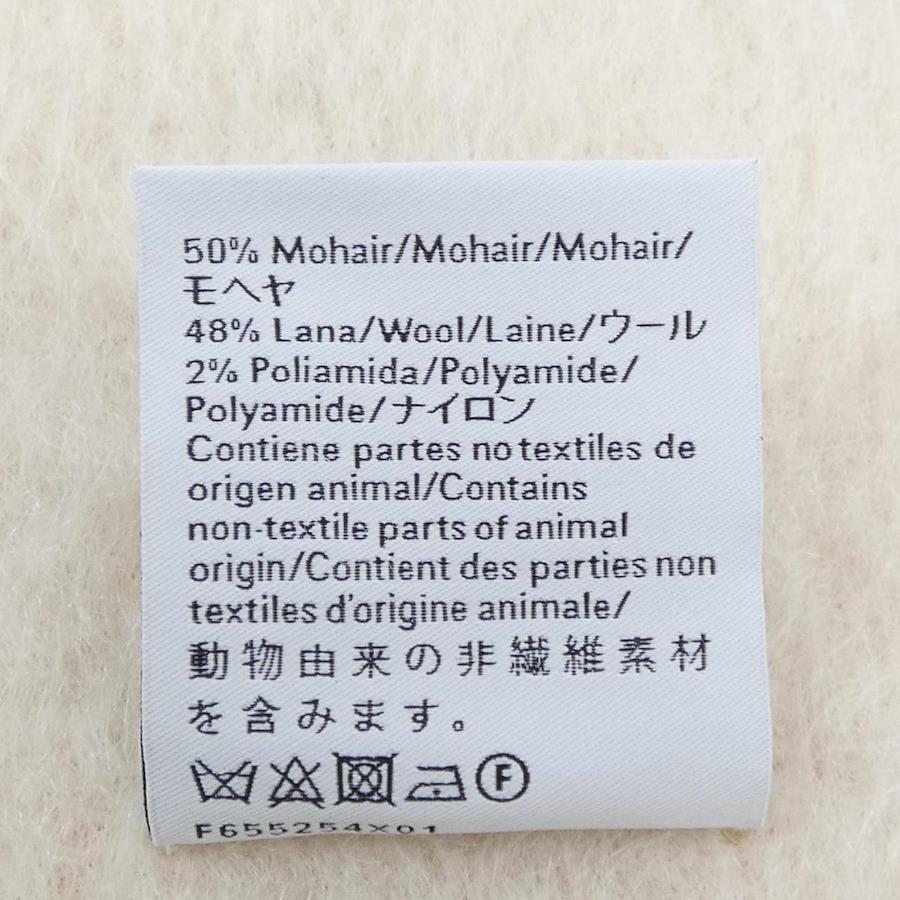 50% Mohair/Mohair/Mohair/
モヘヤ
48% Lana/Wool/Laine/ウール
2% Poliamida/Polyamide/
Polyamide/ナイロン
Contiene partes no textiles de
origen animal/Contains
non-textile parts of animal
origin/Contient des parties non
textiles d'origine animale/
動物由来の非繊維素材
を含みます。
F
F655254X01